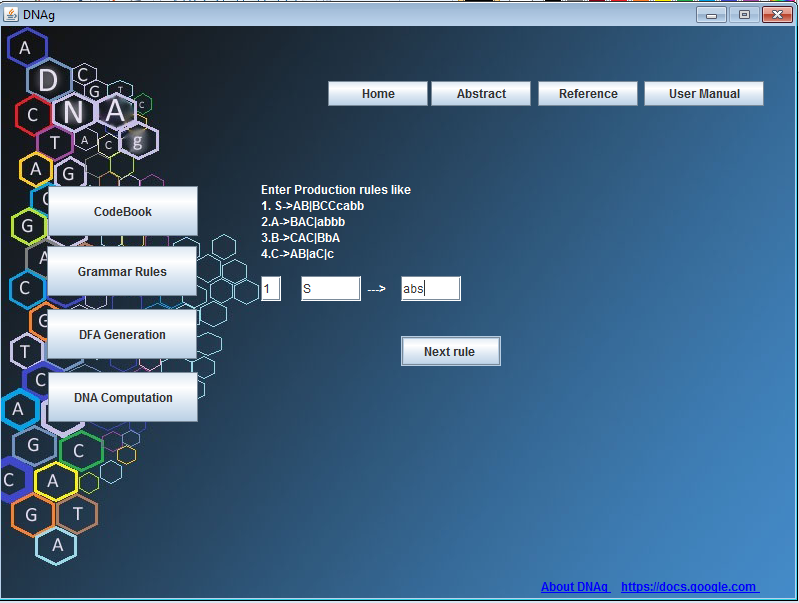 DNAg
A
D
C
G
T
C
C
N
A
T
A
C
g
A
G
Home
Abstract
Reference
User Manual
Enter Production rules like
1. S->AB|BCCcabb
2.A->BAC|abbb
3.B->CAC|BbA
4.C->AB|aC|c
1 S ---> abs
Next rule
CodeBook
G
Grammar Rules
A
C
DFA Generation
G
T
DNA Computation
C
A
G
C
C
A
G
T
A
About DNAg https://docs.google.com